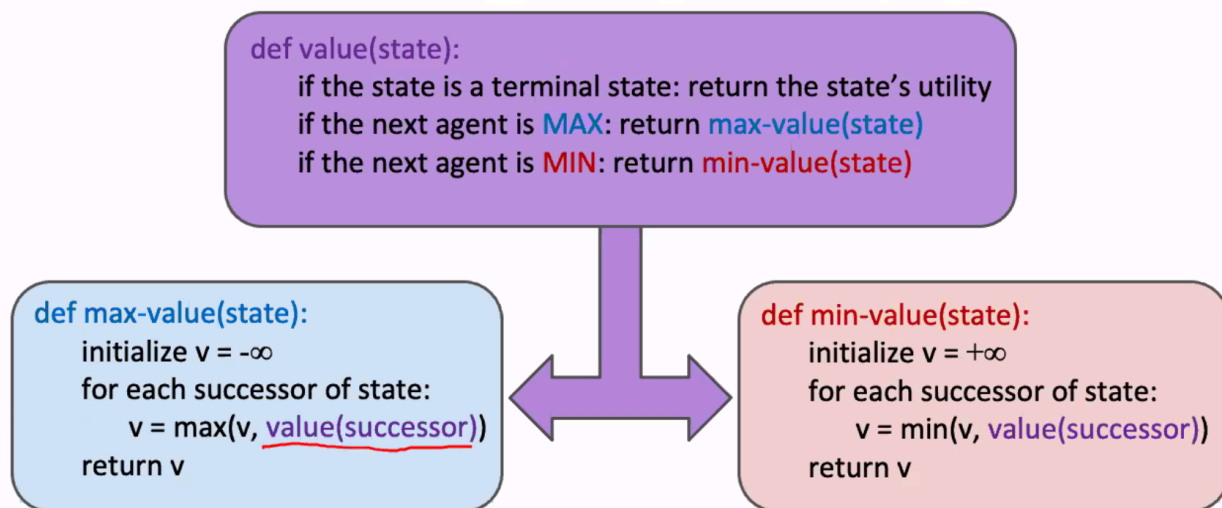 def value(state):
if the state is a terminal state: return the state’s utility
if the next agent is MAX: return max-value(state)
if the next agent is MIN: return min-value(state)
def max-value(state):
initialize v = -∞
for each successor of state:
v = max(v, value(successor))
return v
def min-value(state):
initialize v = +∞
for each successor of state:
v = min(v, value(successor))
return v